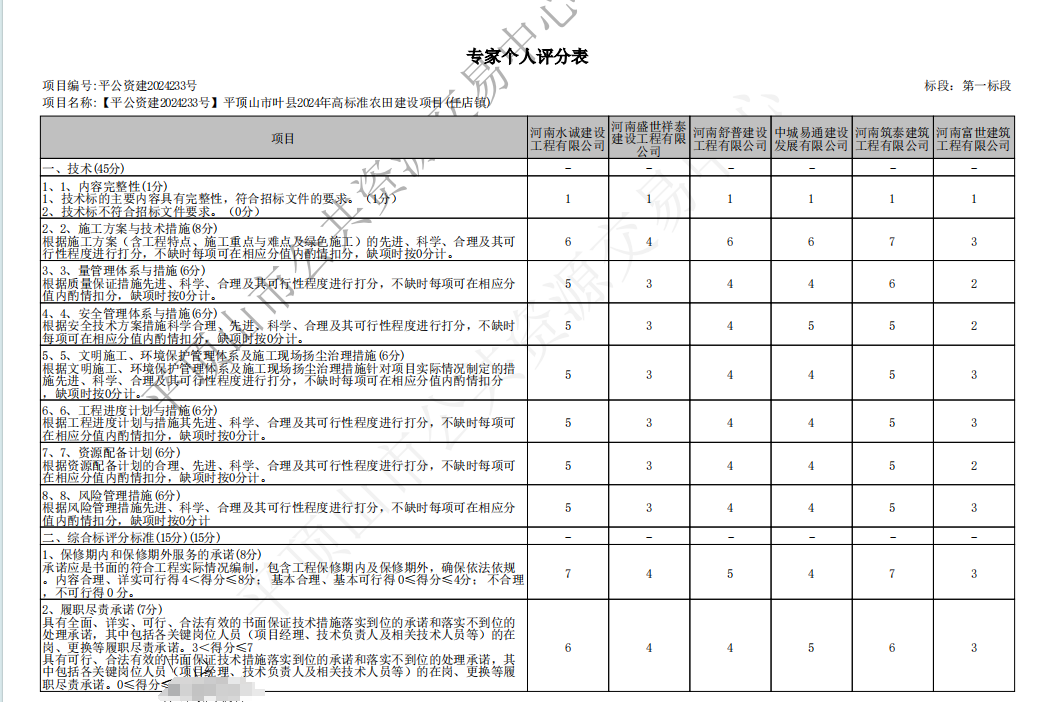 专家个人评分表
项目编号:平公资建2024233号
标段: 第一标段
项目名称:【平公资建2024233号】平顶山市叶县2024年高标准农田建设项目(任店镇)
项目
河南水诚建设工程有限公司
河南盛世祥泰建设工程有限公司
河南舒普建设工程有限公司
中城易通建设发展有限公司
河南筑泰建筑工程有限公司
河南富世建筑工程有限公司
一、技术(45分) - - - - - -
1、1、内容完整性(1分)
1、技术标的主要内容具有完整性，符合招标文件的要求。（1分）
2、技术标不符合招标文件要求。（0分）
1 1 1 1 1 1
2、2、施工方案与技术措施(8分)
根据施工方案（含工程特点、施工重点与难点及绿色施工）的先进、科学、合理及其可
行性程度进行打分，不缺时每项可在相应分值内酌情扣分，缺项时按0分计。
6 4 6 6 7 3
3、3、量管理体系与措施(6分)
根据质量保证措施先进、科学、合理及其可行性程度进行打分，不缺时每项可在相应分
值内酌情扣分，缺项时按0分计。
5 3 4 4 6 2
4、4、安全管理体系与措施(6分)
根据安全技术方案措施科学合理、先进、科学、合理及其可行性程度进行打分，不缺时
每项可在相应分值内酌情扣分，缺项时按0分计。
5 3 4 5 5 2
5、5、文明施工、环境保护管理体系及施工现场扬尘治理措施(6分)
根据文明施工、环境保护管理体系及施工现场扬尘治理措施针对项目实际情况制定的措
施先进、科学、合理及其可行性程度进行打分，不缺时每项可在相应分值内酌情扣分
，缺项时按0分计。
5 3 4 4 5 3
6、6、工程进度计划与措施(6分)
根据工程进度计划与措施其先进、科学、合理及其可行性程度进行打分，不缺时每项可
在相应分值内酌情扣分，缺项时按0分计。
5 3 4 4 5 3
7、7、资源配备计划(6分)
根据资源配备计划的合理、先进、科学、合理及其可行性程度进行打分，不缺时每项可
在相应分值内酌情扣分，缺项时按0分计。
5 3 4 4 5 2
8、8、风险管理措施(6分)
根据风险管理措施先进、科学、合理及其可行性程度进行打分，不缺时每项可在相应分
值内酌情扣分，缺项时按0分计
5 3 4 4 5 3
二、综合标评分标准(15分)(15分) - - - - - -
1、保修期内和保修期外服务的承诺(8分)
承诺应是书面的符合工程实际情况编制，包含工程保修期内及保修期外，确保依法依规
。内容合理、详实可行得 4<得分≤8分； 基本合理、基本可行得 0≤得分≤4分； 不合理
，不可行得 0 分。
7 4 5 4 7 3
2、履职尽责承诺(7分)
具有全面、详实、可行、合法有效的书面保证技术措施落实到位的承诺和落实不到位的
处理承诺，其中包括各关键岗位人员（项目经理、技术负责人及相关技术人员等）的在
岗、更换等履职尽责承诺。3<得分≤7
具有可行、合法有效的书面保证技术措施落实到位的承诺和落实不到位的处理承诺，其
中包括各关键岗位人员（项目经理、技术负责人及相关技术人员等）的在岗、更换等履
职尽责承诺。0≤得分≤
6 4 4 5 6 3
平顶山市公共资源交易中心
平顶山市公共资源交易中心